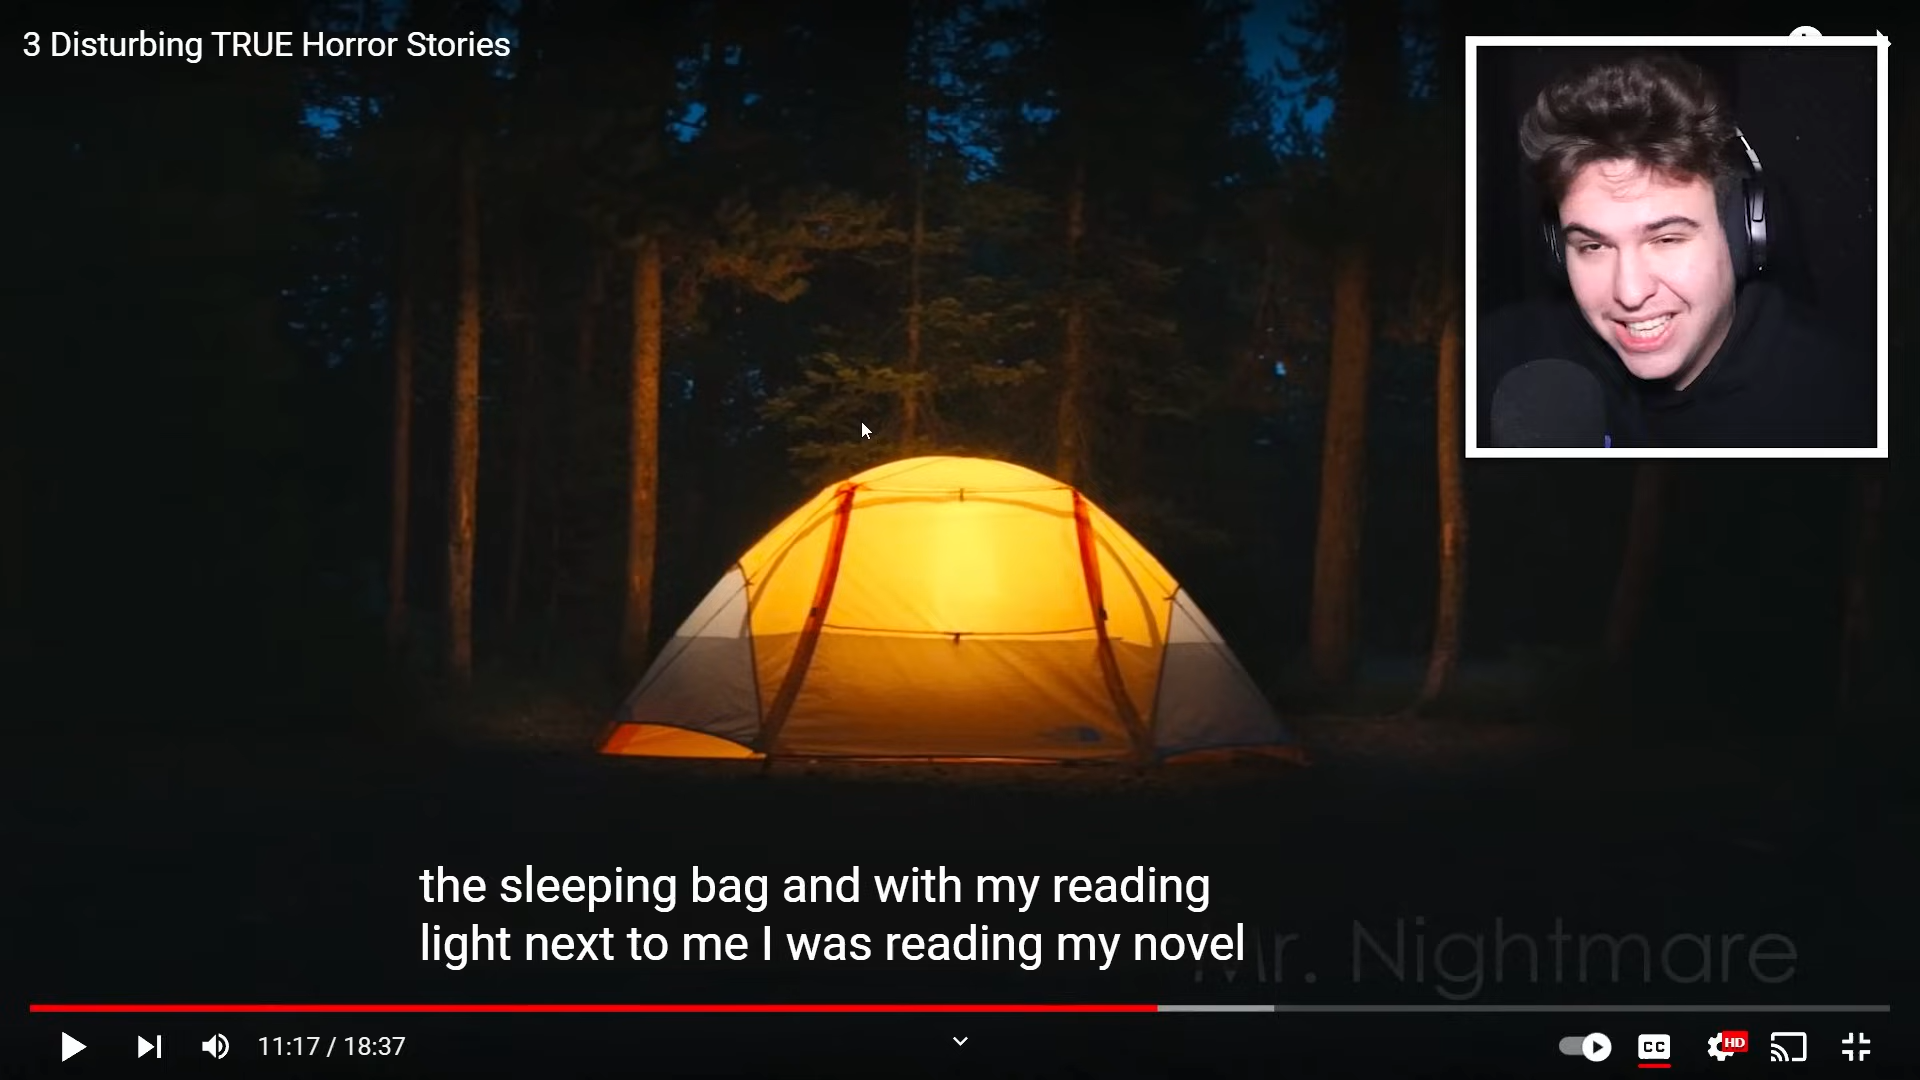 3 Disturbing TRUE Horror Stories
the sleeping bag and with my reading
light next to me I was reading my novel
Mr. Nightmare
11:17 / 18:37
CC
HD